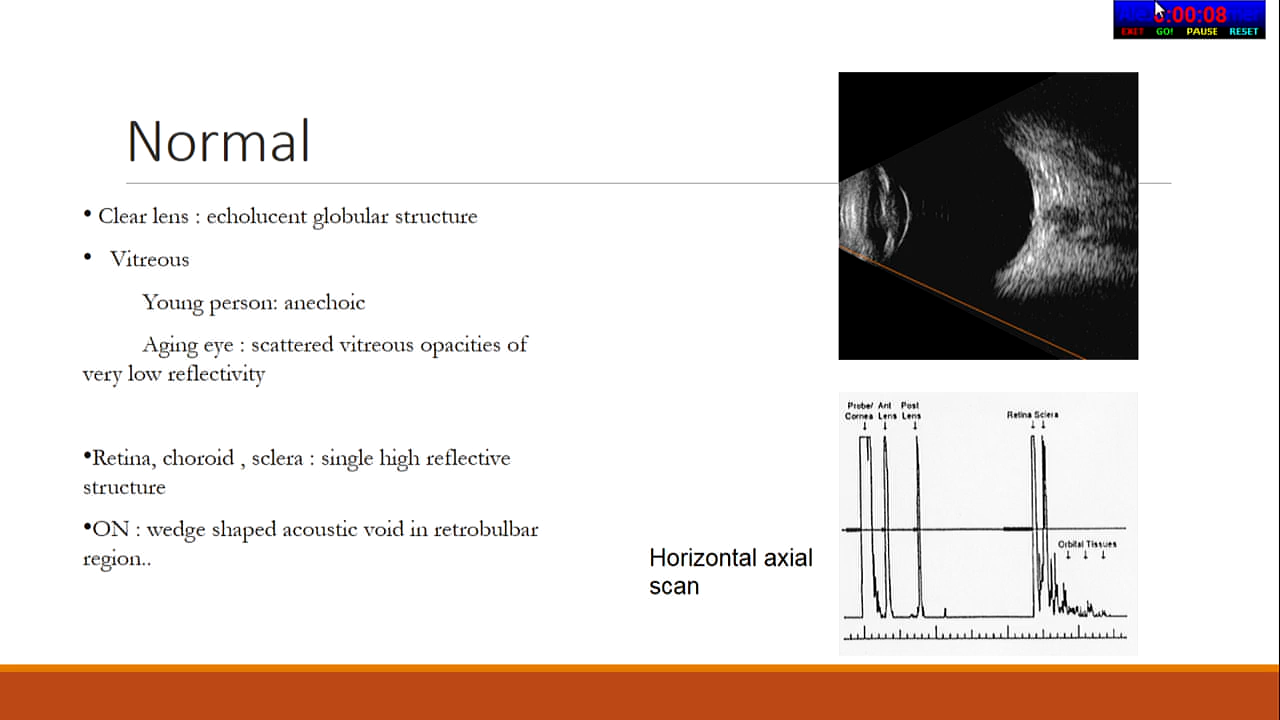 0:00:08
EXIT GO! PAUSE RESET
Normal
• Clear lens : echolucent globular structure
• Vitreous
Young person: anechoic
Aging eye : scattered vitreous opacities of
very low reflectivity
•Retina, choroid , sclera : single high reflective
structure
•ON : wedge shaped acoustic void in retrobulbar
region..
Horizontal axial
scan
Probe/ Ant Post
Cornea Lens Lens
Retina Sclera
Orbital Tissues